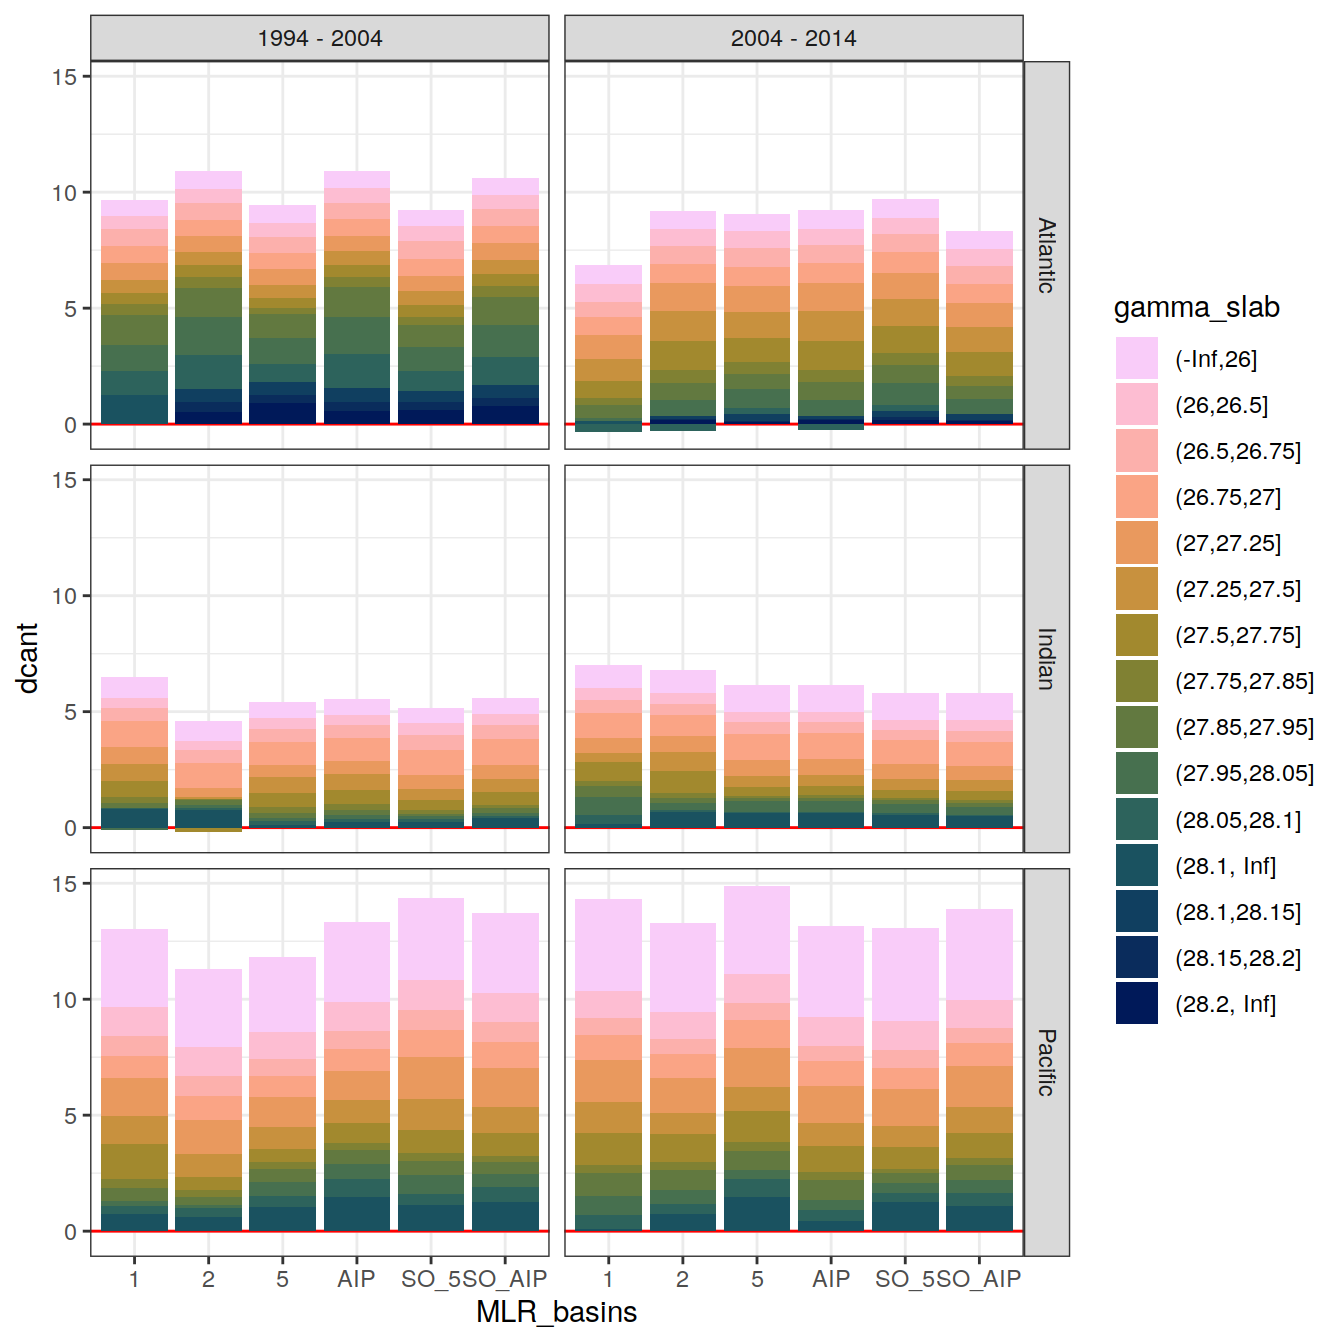 1994 - 2004
2004 - 2014
15
10
5
0
Atlantic
15
10
5
0
Indian
15
10
5
0
Pacific
dcant
1 2 5 AIP SO_5 SO_AIP
1 2 5 AIP SO_5 SO_AIP
MLR_basins
gamma_slab
(-Inf,26]
(26,26.5]
(26.5,26.75]
(26.75,27]
(27,27.25]
(27.25,27.5]
(27.5,27.75]
(27.75,27.85]
(27.85,27.95]
(27.95,28.05]
(28.05,28.1]
(28.1, Inf]
(28.1,28.15]
(28.15,28.2]
(28.2, Inf]